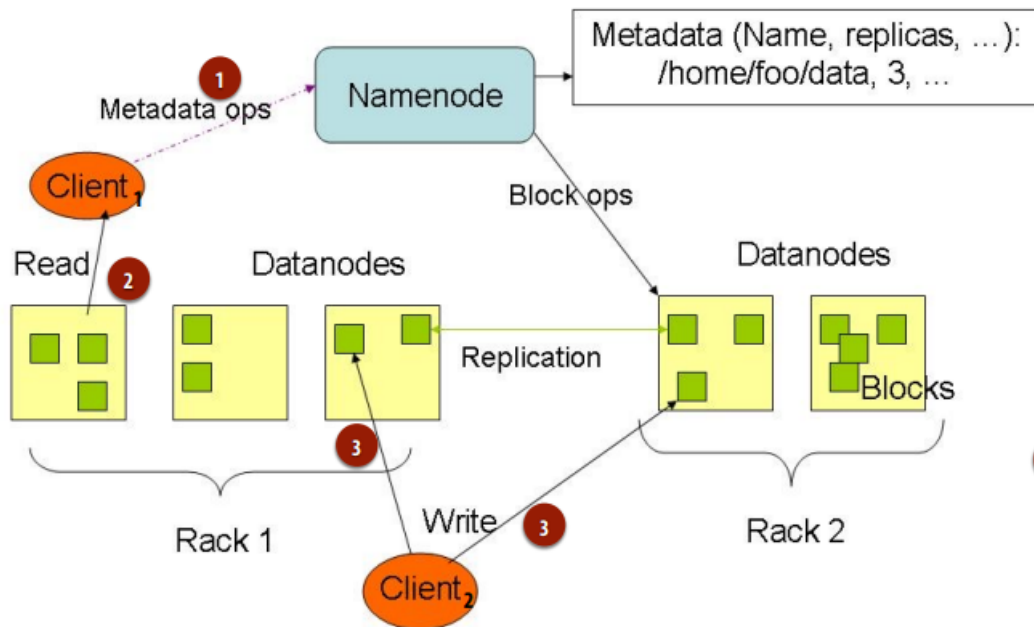 Metadata (Name, replicas, ...):
/home/foo/data, 3, ...
Namenode
1
Metadata ops
Client1
Block ops
Read
2
Datanodes
Datanodes
Replication
Blocks
3
Write
3
Rack 1
Rack 2
Client2